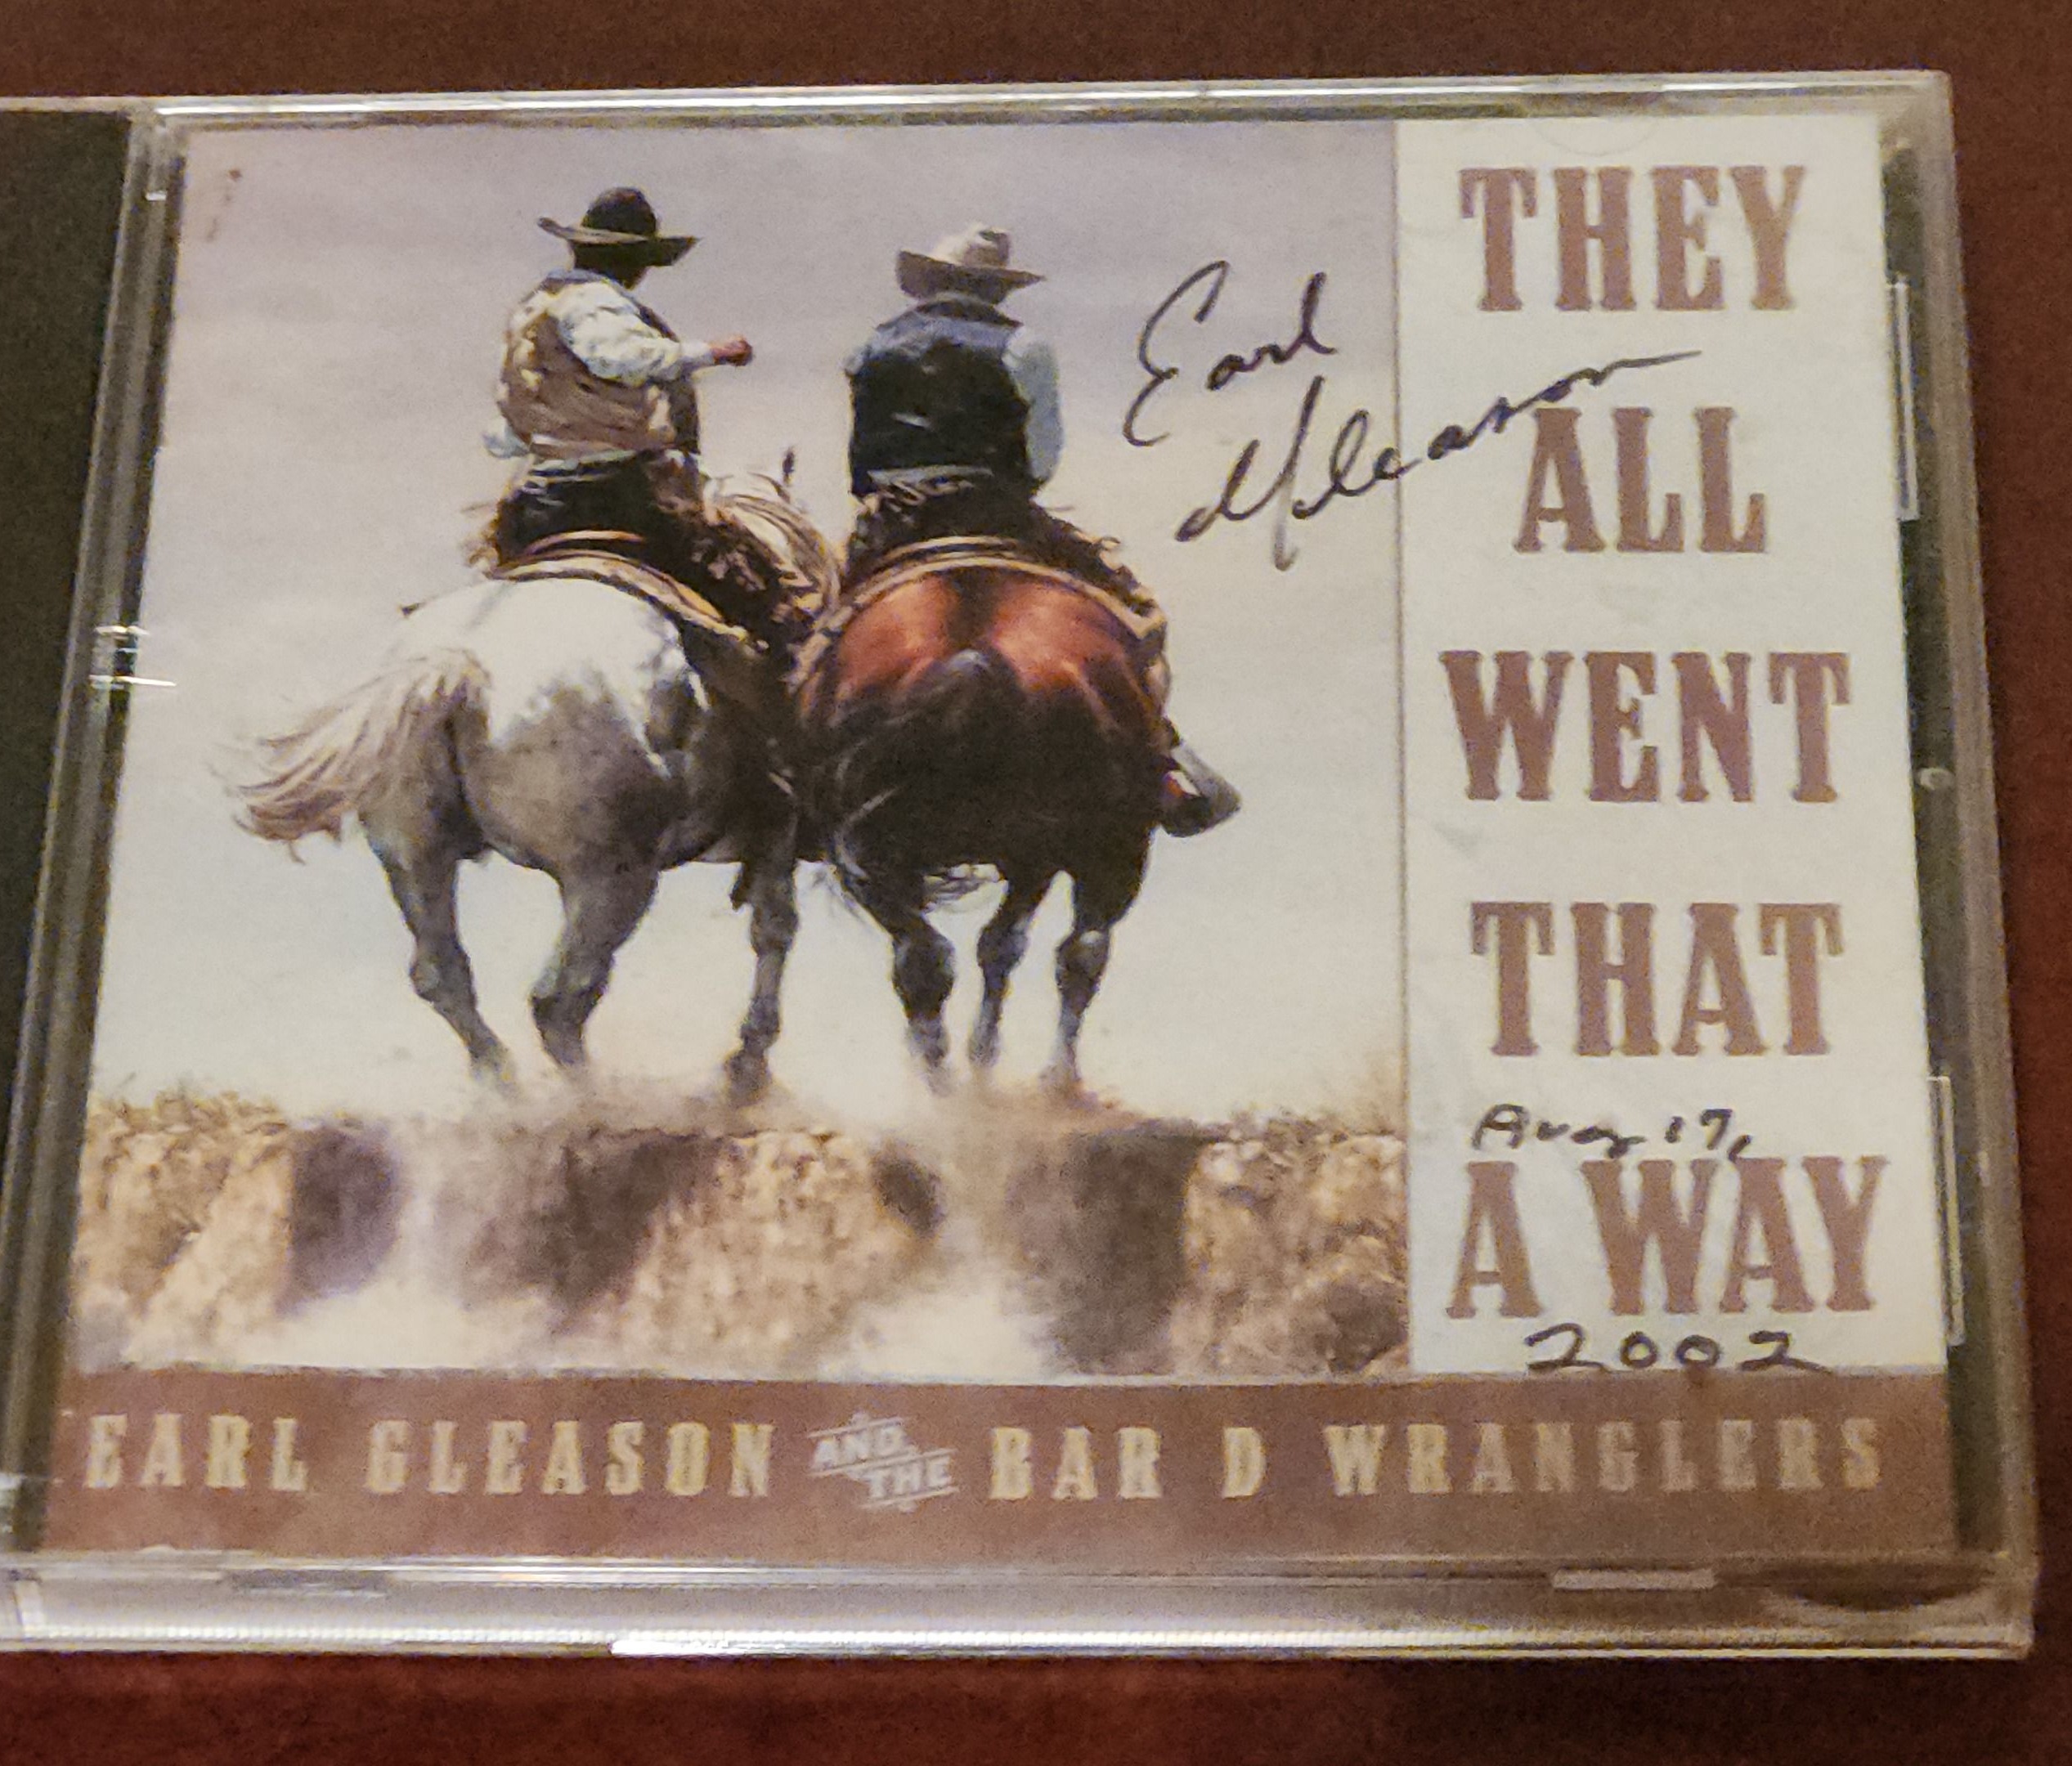 THEY
Earl
Gleason
ALL
WENT
THAT
Aug 17,
A WAY
2002
EARL GLEASON AND THE BAR D WRANGLERS